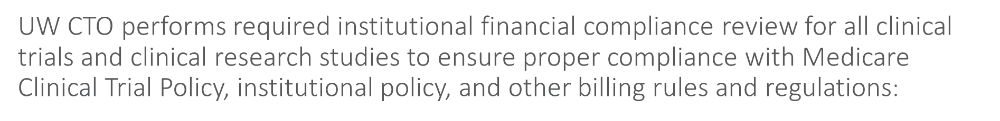 UW CTO performs required institutional financial compliance review for all clinical
trials and clinical research studies to ensure proper compliance with Medicare
Clinical Trial Policy, institutional policy, and other billing rules and regulations: